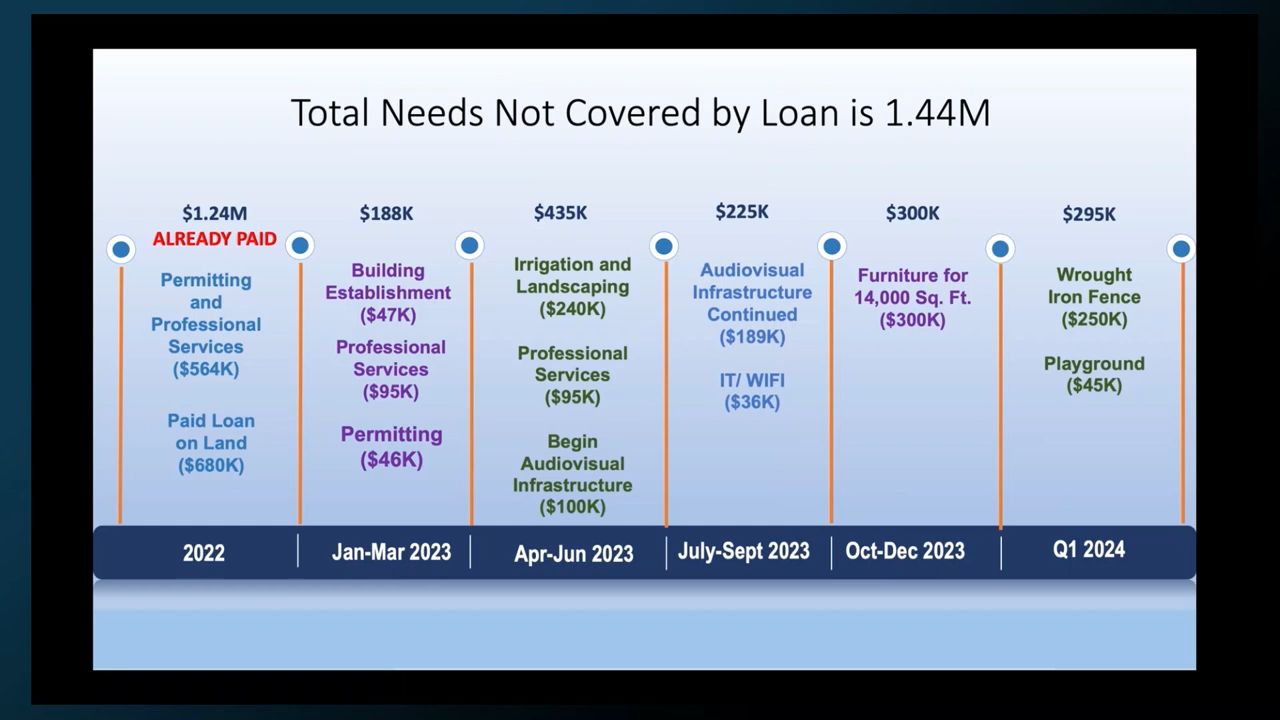 Total Needs Not Covered by Loan is 1.44M
$1.24M
ALREADY PAID
Permitting
and
Professional
Services
($564K)
Paid Loan
on Land
($680K)
2022
$188K
Building
Establishment
($47K)
Professional
Services
($95K)
Permitting
($46K)
Jan-Mar 2023
$435K
Irrigation and
Landscaping
($240K)
Professional
Services
($95K)
Begin
Audiovisual
Infrastructure
($100K)
Apr-Jun 2023
$225K
Audiovisual
Infrastructure
Continued
($189K)
IT/ WIFI
($36K)
July-Sept 2023
$300K
Furniture for
14,000 Sq. Ft.
($300K)
Oct-Dec 2023
$295K
Wrought
Iron Fence
($250K)
Playground
($45K)
Q1 2024